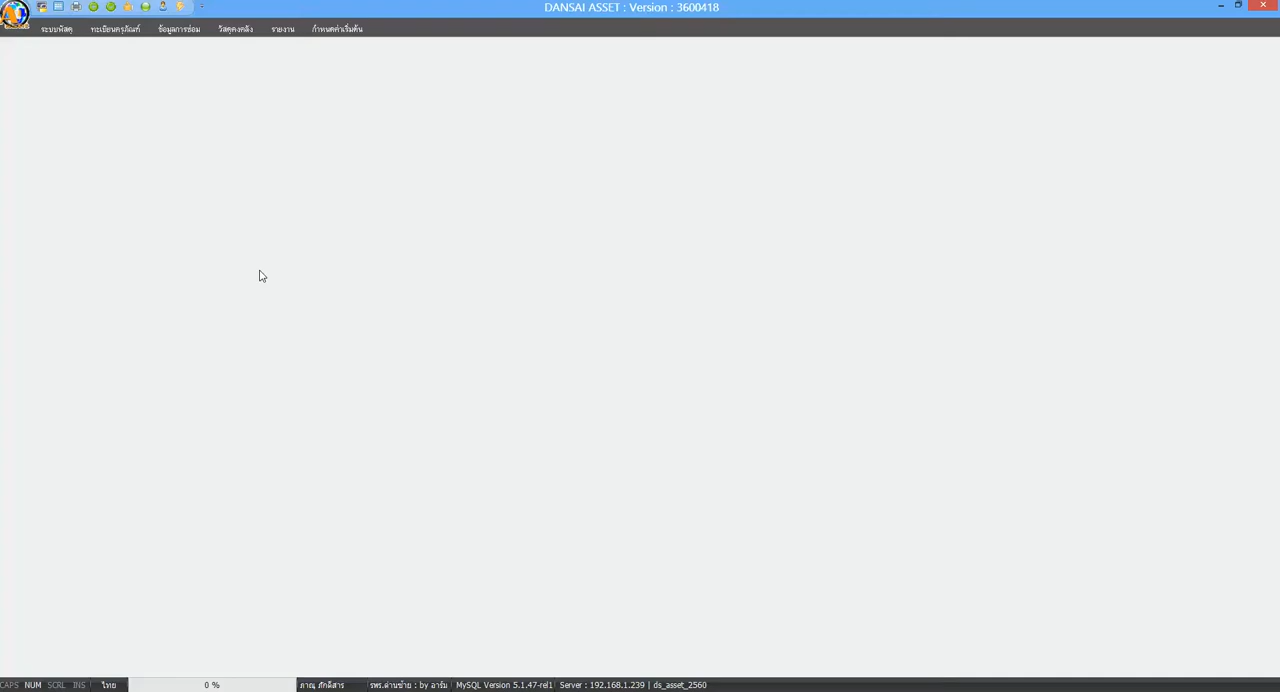 DANSAI ASSET : Version : 3600418
ระบบพัสดุ ทะเบียนครุภัณฑ์ ข้อมูลการซ่อม วัสดุคงคลัง รายงาน กำหนดค่าเริ่มต้น
CAPS NUM SCRL INS ไทย 0 % ภาณุ ภักดีสาร รพร.ด่านซ้าย : by อาร์ม MySQL Version 5.1.47-rel1 Server : 192.168.1.239 | ds_asset_2560